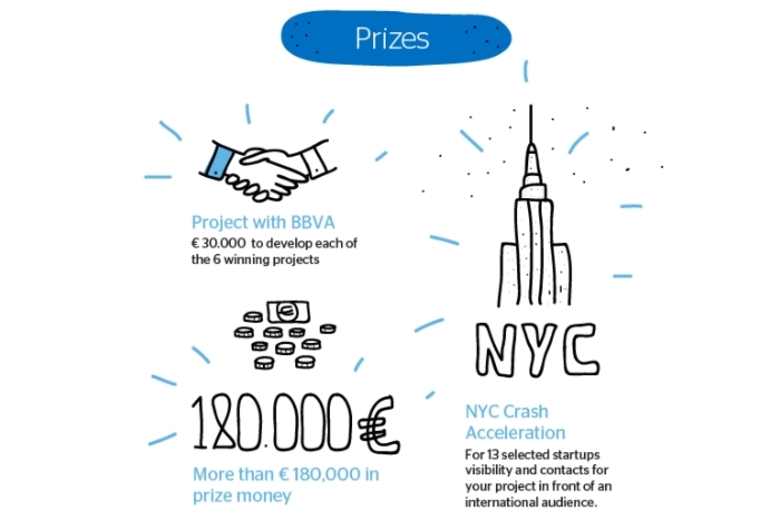 Prizes
Project with BBVA
€ 30.000 to develop each of
the 6 winning projects
€
180.000€
More than € 180,000 in
prize money
NYC
NYC Crash
Acceleration
For 13 selected startups
visibility and contacts for
your project in front of an
international audience.